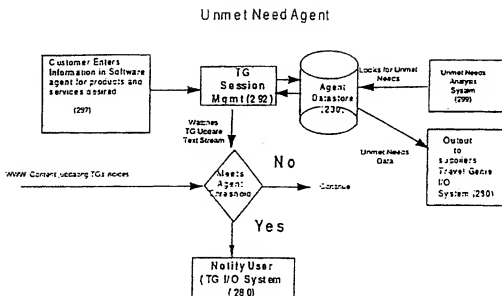 Unmet Need Agent
Customer Enters
Information in Software
agent for products and
services desired
(297)
TG
Session
Mgmt (292)
Agent
Datastore
(230)
Looks for Unmet
Needs
Unmet Needs
Analysis
System
(299)
Watches
TG Update
Text Stream
Unmet Needs
Data
Output
to
suppliers
Travel Genie
I/O
System (280)
No
WWW Content updating TGs indices
Meets
Agent
Threshold
Continue
Yes
Notify User
(TG I/O System
(280)